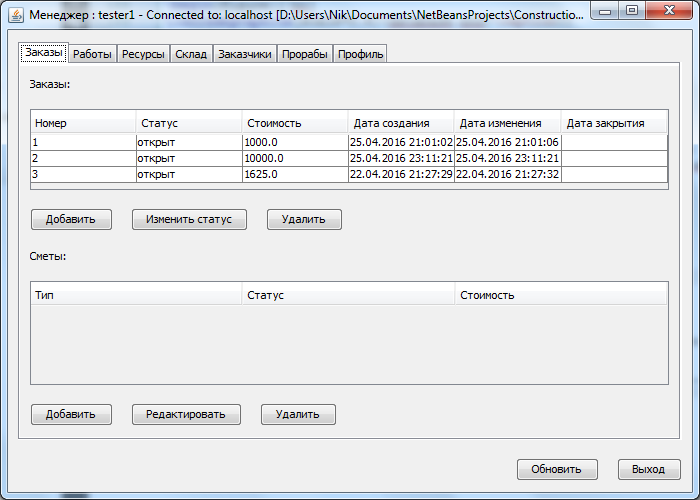 Менеджер : tester1 - Connected to: localhost [D:\Users\Nik\Documents\NetBeansProjects\Constructio...
Заказы Работы Ресурсы Склад Заказчики Прорабы Профиль
Заказы:
Номер Статус Стоимость Дата создания Дата изменения Дата закрытия
1 открыт 1000.0 25.04.2016 21:01:02 25.04.2016 21:01:06
2 открыт 10000.0 25.04.2016 23:11:21 25.04.2016 23:11:21
3 открыт 1625.0 22.04.2016 21:27:29 22.04.2016 21:27:32
Добавить Изменить статус Удалить
Сметы:
Тип Статус Стоимость
Добавить Редактировать Удалить
Обновить Выход